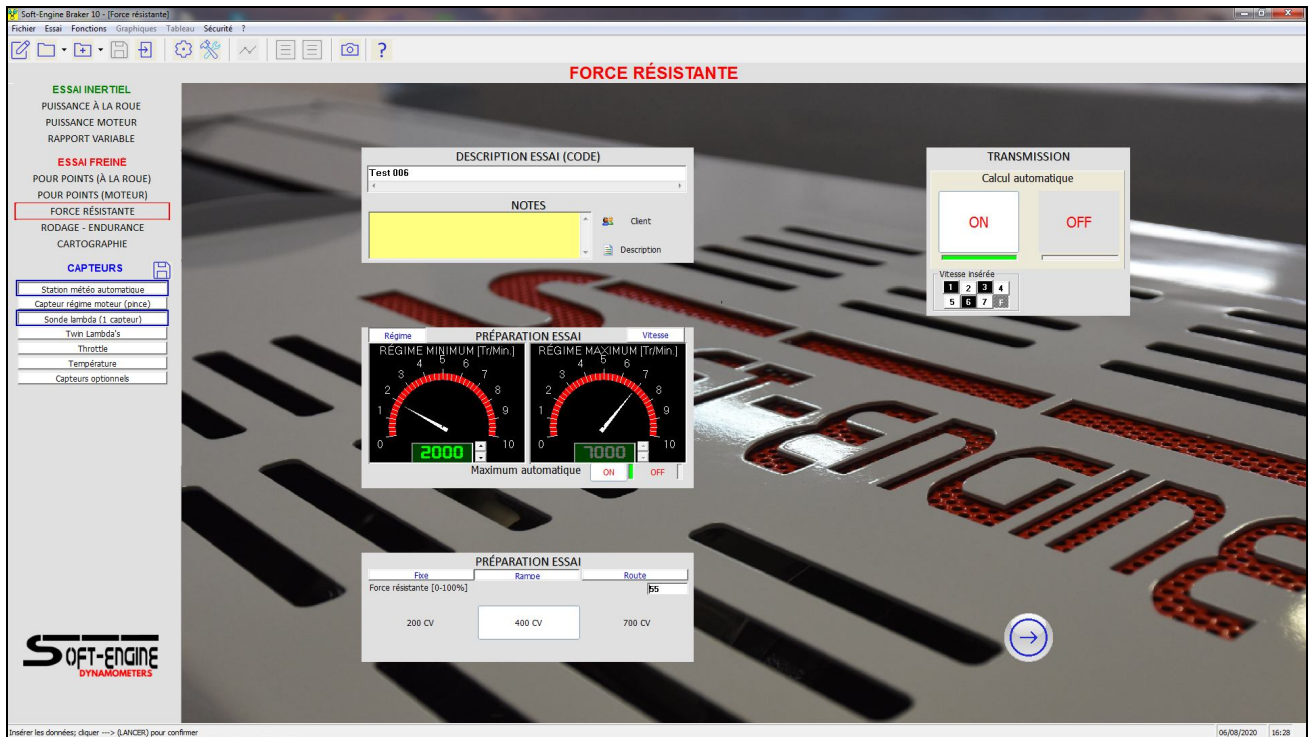 Soft-Engine Braker 10 - [Force résistante]
Fichier Essai Fonctions Graphiques Tableau Sécurité ?
FORCE RÉSISTANTE
ESSAI INERTIEL
PUISSANCE À LA ROUE
PUISSANCE MOTEUR
RAPPORT VARIABLE
ESSAI FREINÉ
POUR POINTS (À LA ROUE)
POUR POINTS (MOTEUR)
FORCE RÉSISTANTE
RODAGE - ENDURANCE
CARTOGRAPHIE
CAPTEURS
Station météo automatique
Capteur régime moteur (pince)
Sonde lambda (1 capteur)
Twin Lambda's
Throttle
Température
Capteurs optionnels
DESCRIPTION ESSAI (CODE)
Test 006
NOTES
Client
Description
TRANSMISSION
Calcul automatique
ON OFF
Vitesse insérée
1 2 3 4
5 6 7 F
Régime PRÉPARATION ESSAI Vitesse
RÉGIME MINIMUM [Tr/Min.] RÉGIME MAXIMUM [Tr/Min.]
0 1 2 3 4 5 6 7 8 9 10
0 1 2 3 4 5 6 7 8 9 10
2000 7000
Maximum automatique ON OFF
PRÉPARATION ESSAI
Fixe Rampe Route
Force résistante [0-100%] 55
200 CV 400 CV 700 CV
SOFT-ENGINE
DYNAMOMETERS
Soft-Engine
Insérer les données; cliquer ---> (LANCER) pour confirmer
06/08/2020 16:28